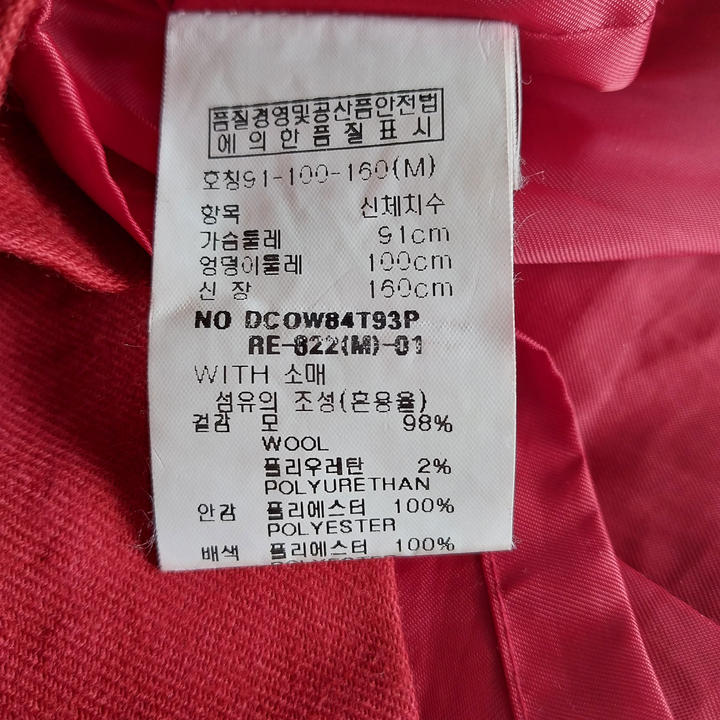 품질경영및공산품안전법
에의한품질표시
호칭91-100-160(M)
항목 신체치수
가슴둘레 91cm
엉덩이둘레 100cm
신 장 160cm
NO DCOW84T93P
RE-822(M)-01
WITH 소매
섬유의 조성(혼용율)
겉감 모 98%
WOOL
폴리우레탄 2%
POLYURETHAN
안감 폴리에스터 100%
POLYESTER
배색 폴리에스터 100%